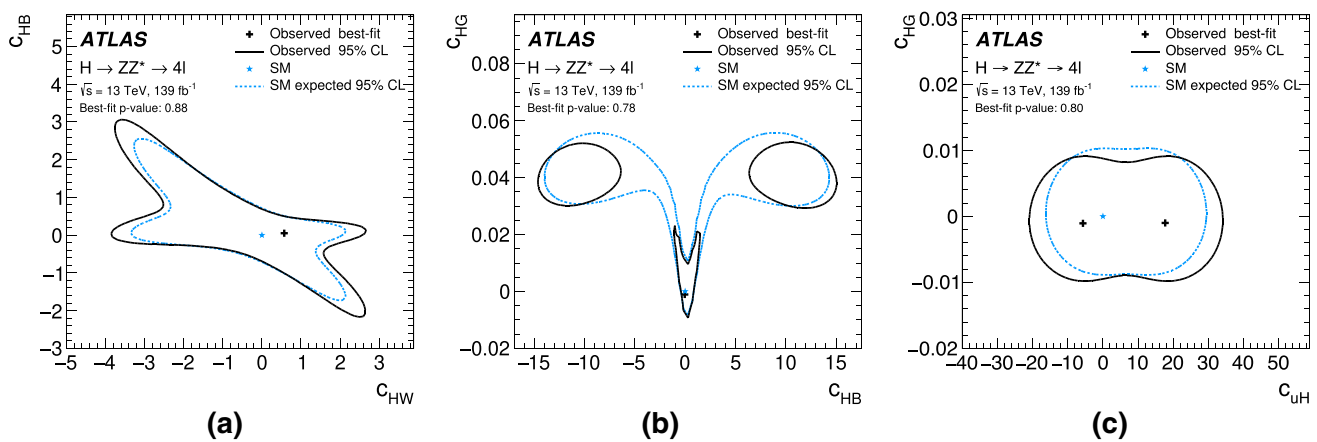 c_HB
5
4
3
2
1
0
−1
−2
−3
ATLAS
H → ZZ* → 4l
√s = 13 TeV, 139 fb⁻¹
Best-fit p-value: 0.88
Observed best-fit
Observed 95% CL
SM
SM expected 95% CL
−5 −4 −3 −2 −1 0 1 2 3
c_HW
(a)
c_HG
0.08
0.06
0.04
0.02
0
−0.02
ATLAS
H → ZZ* → 4l
√s = 13 TeV, 139 fb⁻¹
Best-fit p-value: 0.78
Observed best-fit
Observed 95% CL
SM
SM expected 95% CL
−15 −10 −5 0 5 10 15
c_HB
(b)
c_HG
0.03
0.02
0.01
0
−0.01
−0.02
ATLAS
H → ZZ* → 4l
√s = 13 TeV, 139 fb⁻¹
Best-fit p-value: 0.80
Observed best-fit
Observed 95% CL
SM
SM expected 95% CL
−40 −30 −20 −10 0 10 20 30 40 50
c_uH
(c)